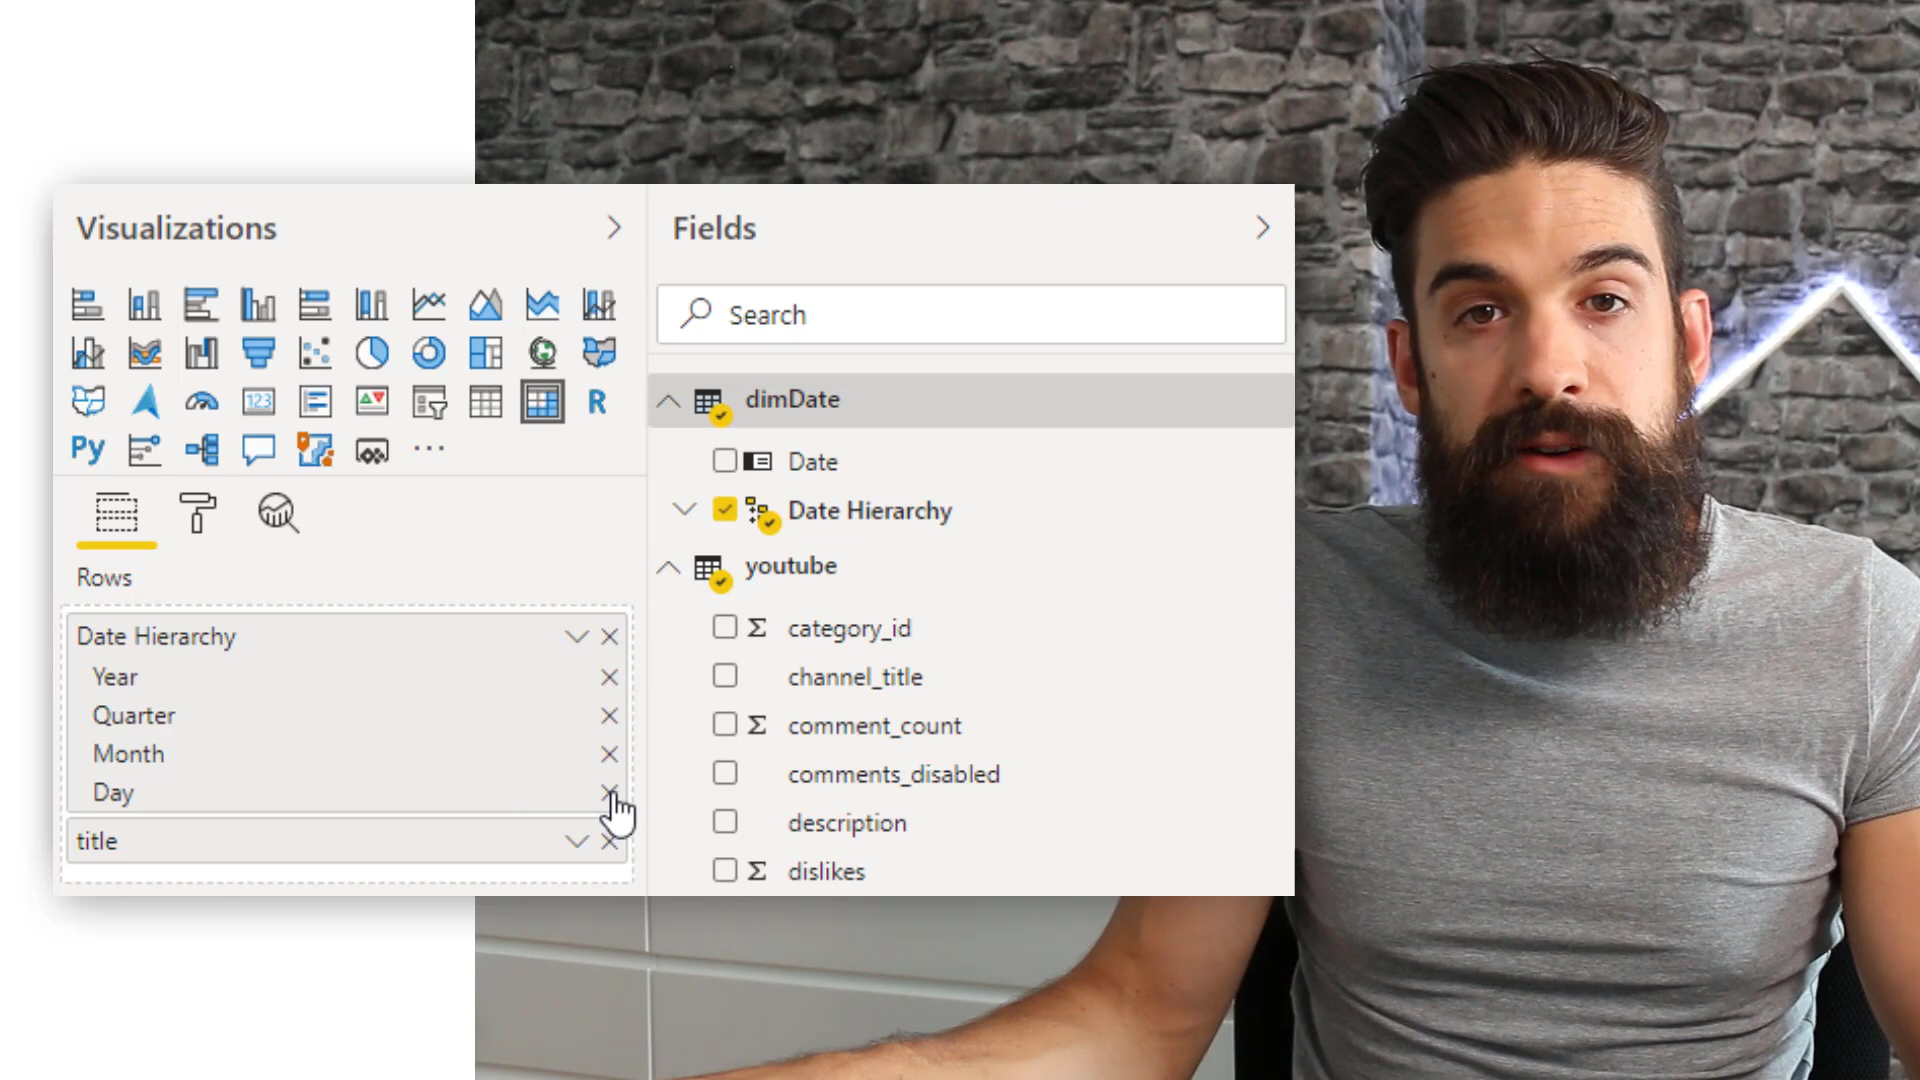 Visualizations
Fields
Search
123
R
Py
dimDate
Date
Date Hierarchy
youtube
category_id
channel_title
comment_count
comments_disabled
description
dislikes
Rows
Date Hierarchy
Year
Quarter
Month
Day
title